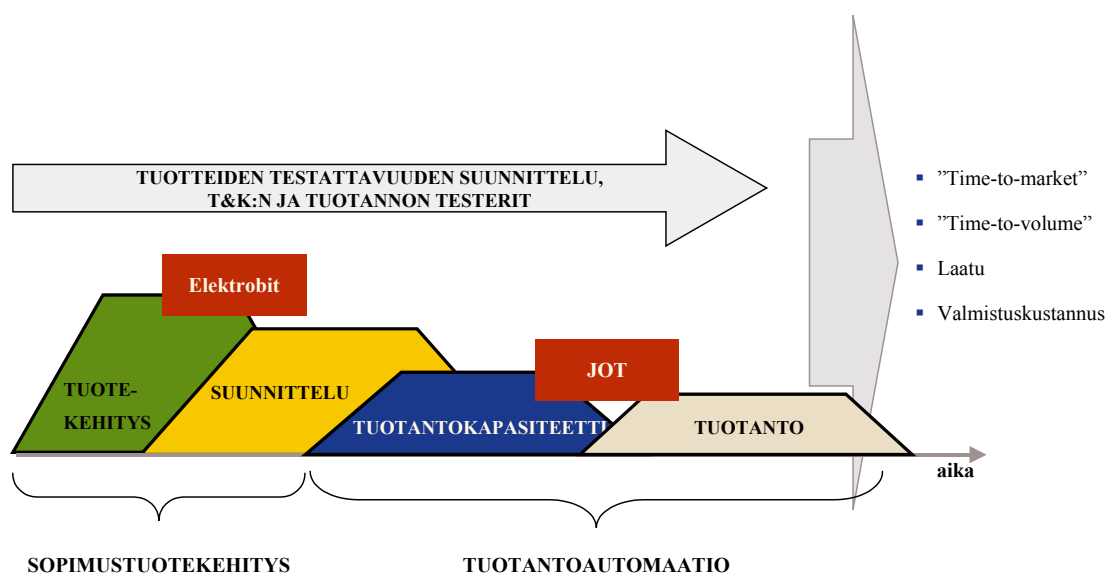 TUOTTEIDEN TESTATTAVUUDEN SUUNNITTELU,
T&K:N JA TUOTANNON TESTERIT
”Time-to-market”
”Time-to-volume”
Laatu
Valmistuskustannus
Elektrobit
JOT
TUOTE-
KEHITYS
SUUNNITTELU
TUOTANTOKAPASITEETTI
TUOTANTO
aika
SOPIMUSTUOTEKEHITYS
TUOTANTOAUTOMAATIO